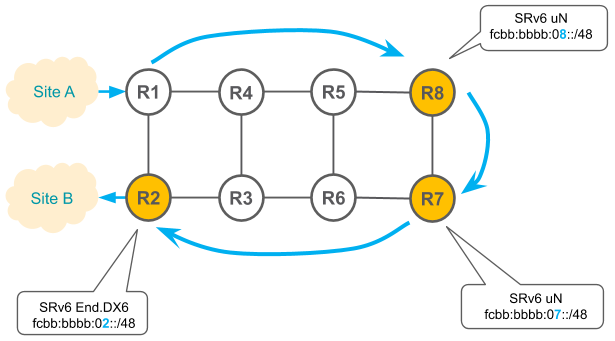 SRv6 uN
fcbb:bbbb:08::/48
Site A
R1
R4
R5
R8
Site B
R2
R3
R6
R7
SRv6 End.DX6
fcbb:bbbb:02::/48
SRv6 uN
fcbb:bbbb:07::/48